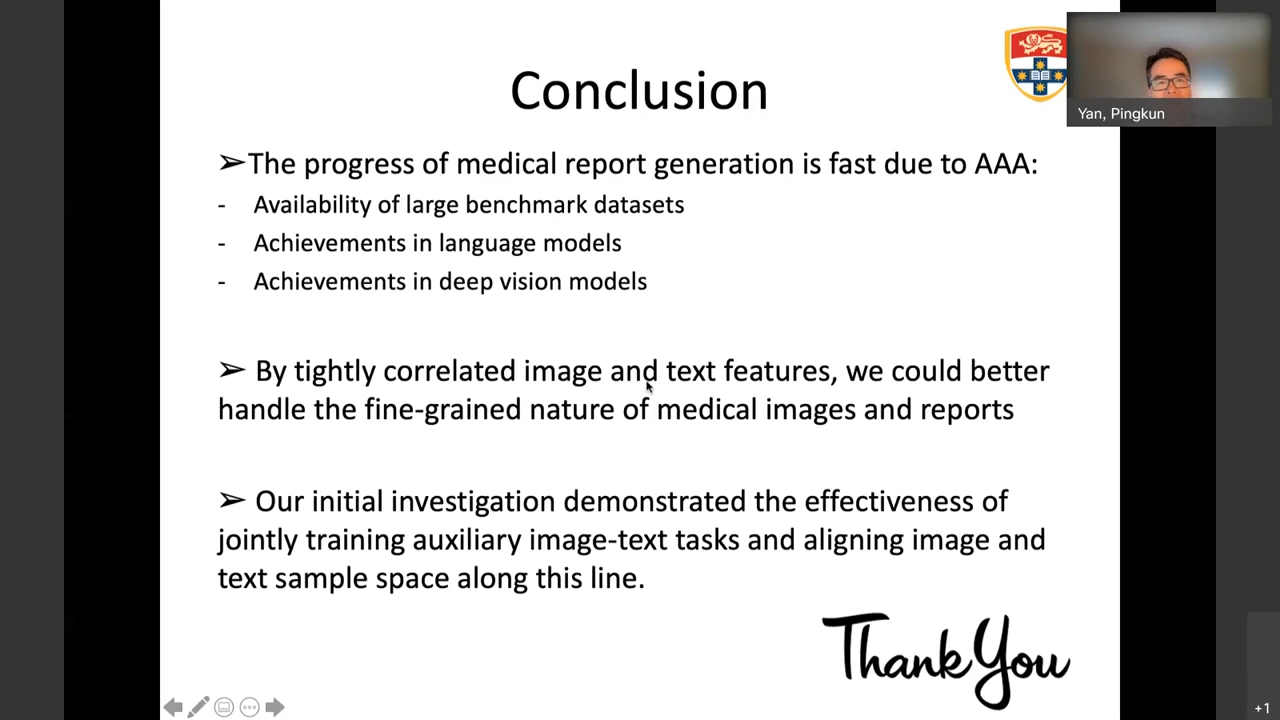 Conclusion
Yan, Pingkun
➢The progress of medical report generation is fast due to AAA:
- Availability of large benchmark datasets
- Achievements in language models
- Achievements in deep vision models
➢ By tightly correlated image and text features, we could better
handle the fine-grained nature of medical images and reports
➢ Our initial investigation demonstrated the effectiveness of
jointly training auxiliary image-text tasks and aligning image and
text sample space along this line.
Thank You
+1